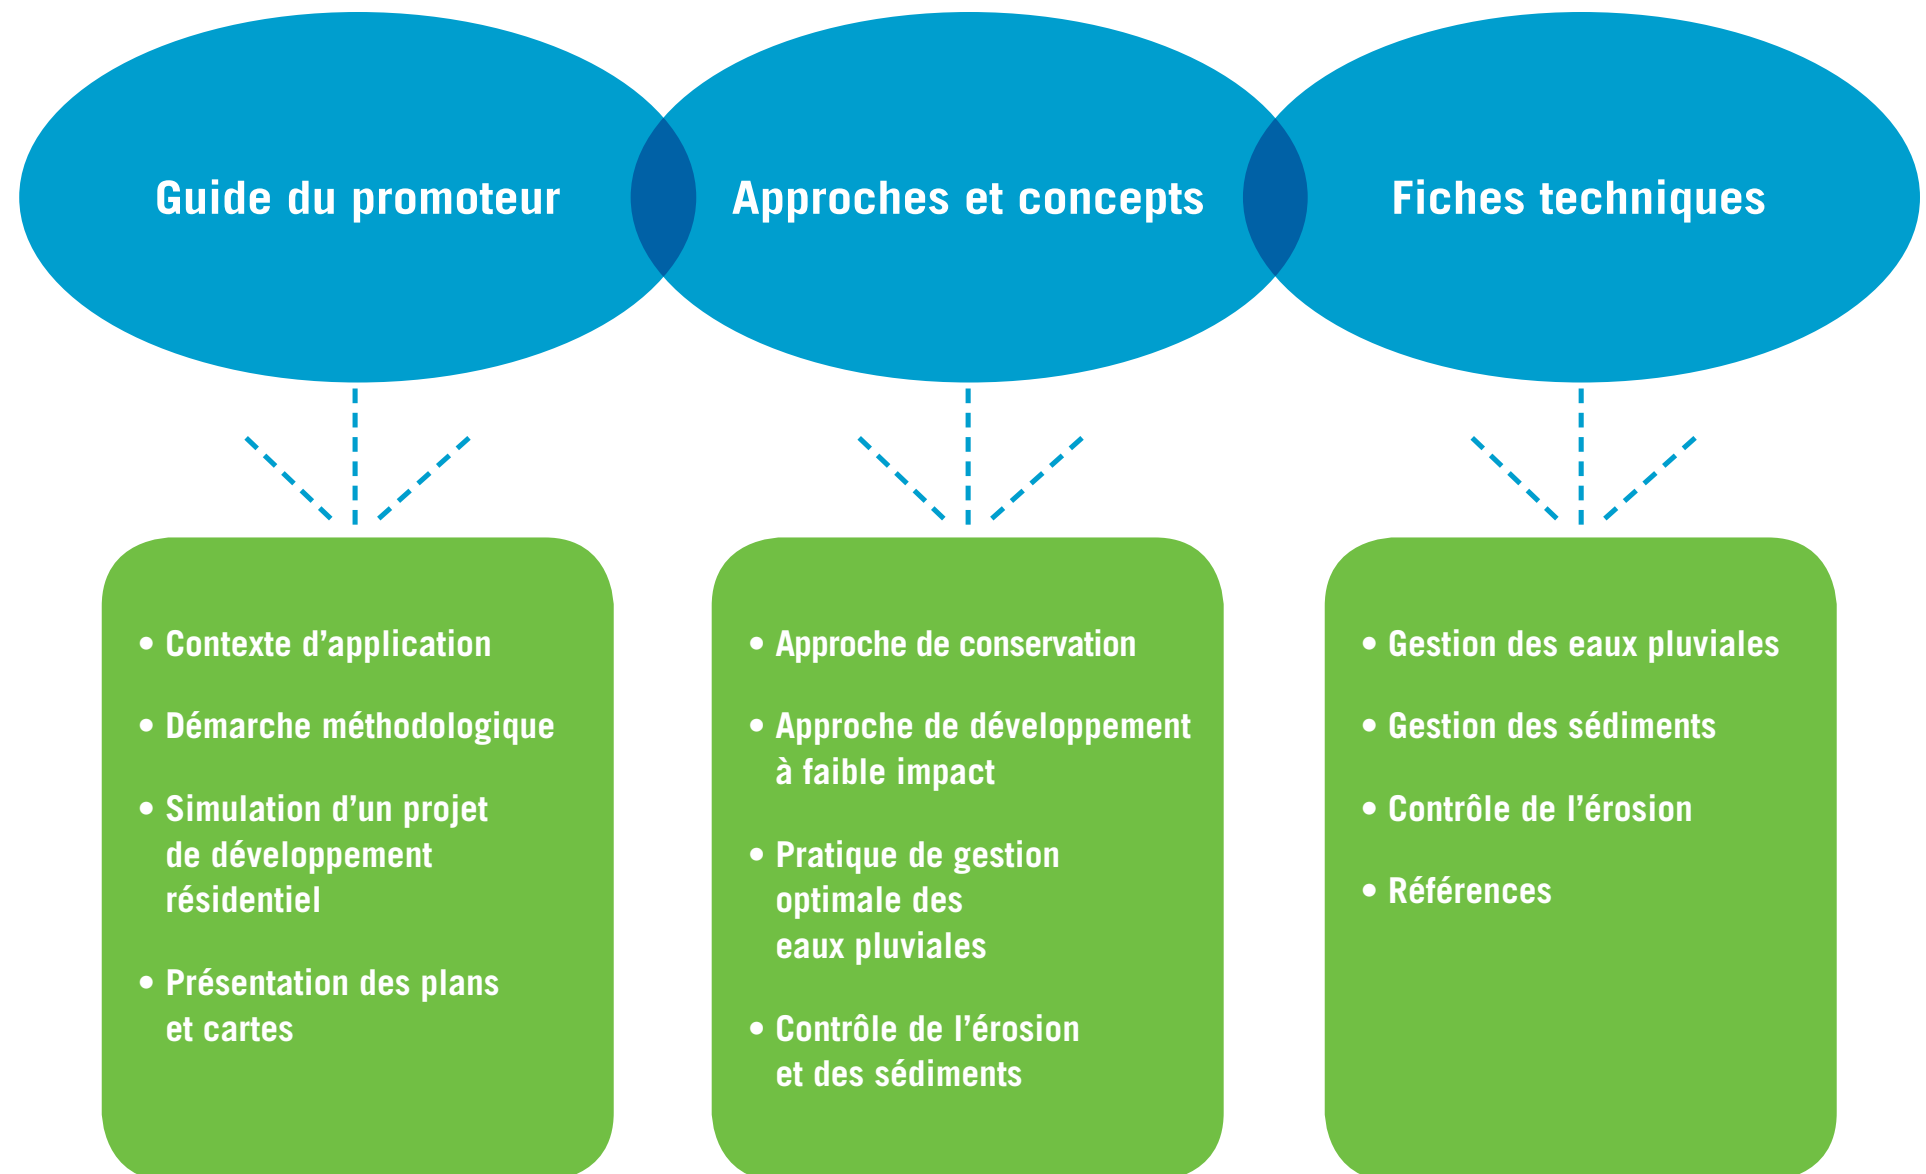 Guide du promoteur
Approches et concepts
Fiches techniques
• Contexte d’application
• Démarche méthodologique
• Simulation d’un projet
de développement
résidentiel
• Présentation des plans
et cartes
• Approche de conservation
• Approche de développement
à faible impact
• Pratique de gestion
optimale des
eaux pluviales
• Contrôle de l’érosion
et des sédiments
• Gestion des eaux pluviales
• Gestion des sédiments
• Contrôle de l’érosion
• Références